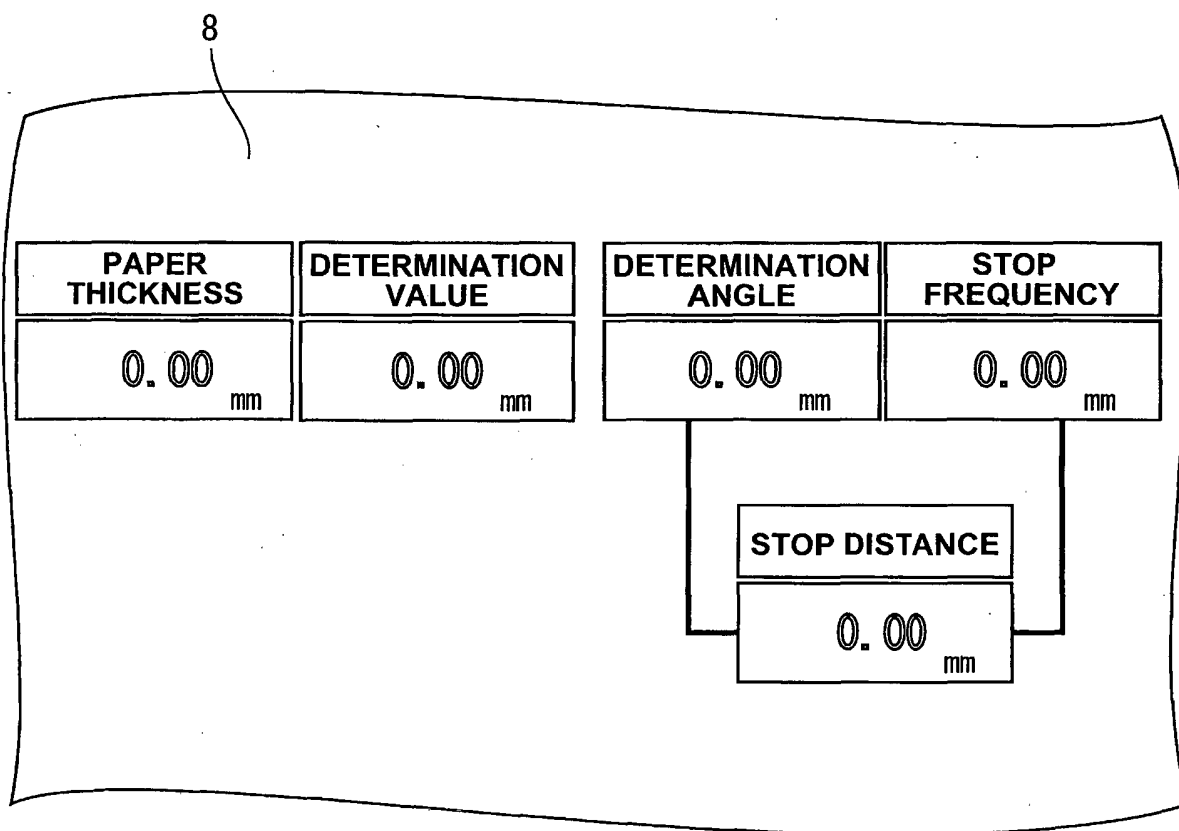 8
PAPER
THICKNESS
0.00 mm
DETERMINATION
VALUE
0.00 mm
DETERMINATION
ANGLE
0.00 mm
STOP
FREQUENCY
0.00 mm
STOP DISTANCE
0.00 mm